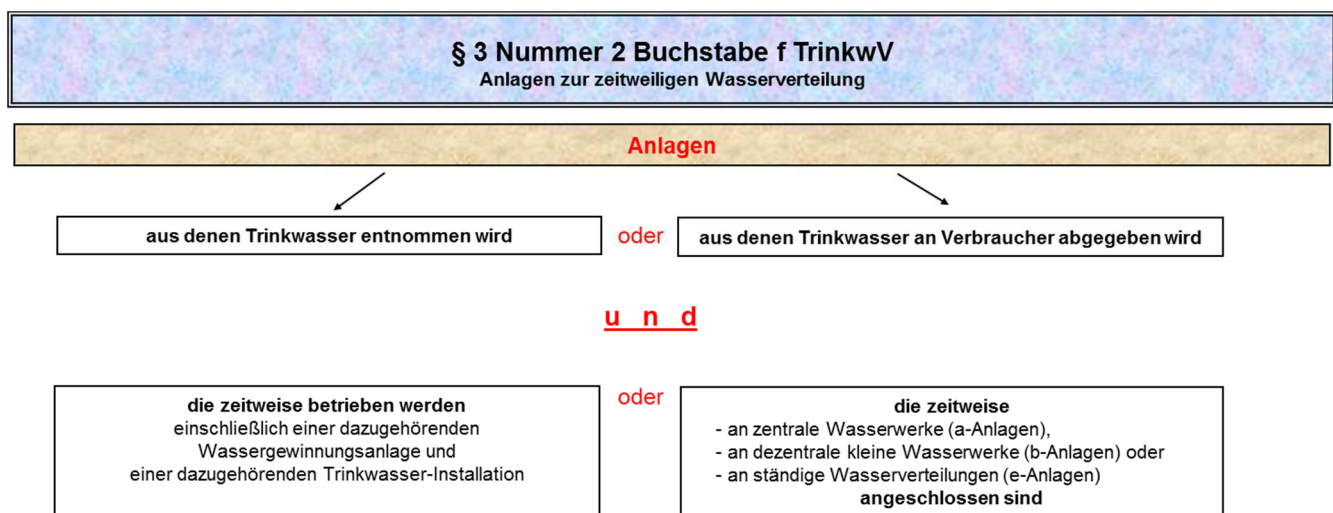 § 3 Nummer 2 Buchstabe f TrinkwV
Anlagen zur zeitweiligen Wasserverteilung
Anlagen
aus denen Trinkwasser entnommen wird
oder
aus denen Trinkwasser an Verbraucher abgegeben wird
u n d
die zeitweise betrieben werden
einschließlich einer dazugehörenden
Wassergewinnungsanlage und
einer dazugehörenden Trinkwasser-Installation
oder
die zeitweise
- an zentrale Wasserwerke (a-Anlagen),
- an dezentrale kleine Wasserwerke (b-Anlagen) oder
- an ständige Wasserverteilungen (e-Anlagen)
angeschlossen sind